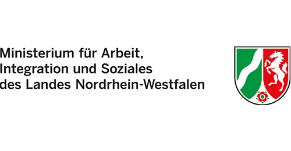 Ministerium für Arbeit,
Integration und Soziales
des Landes Nordrhein-Westfalen